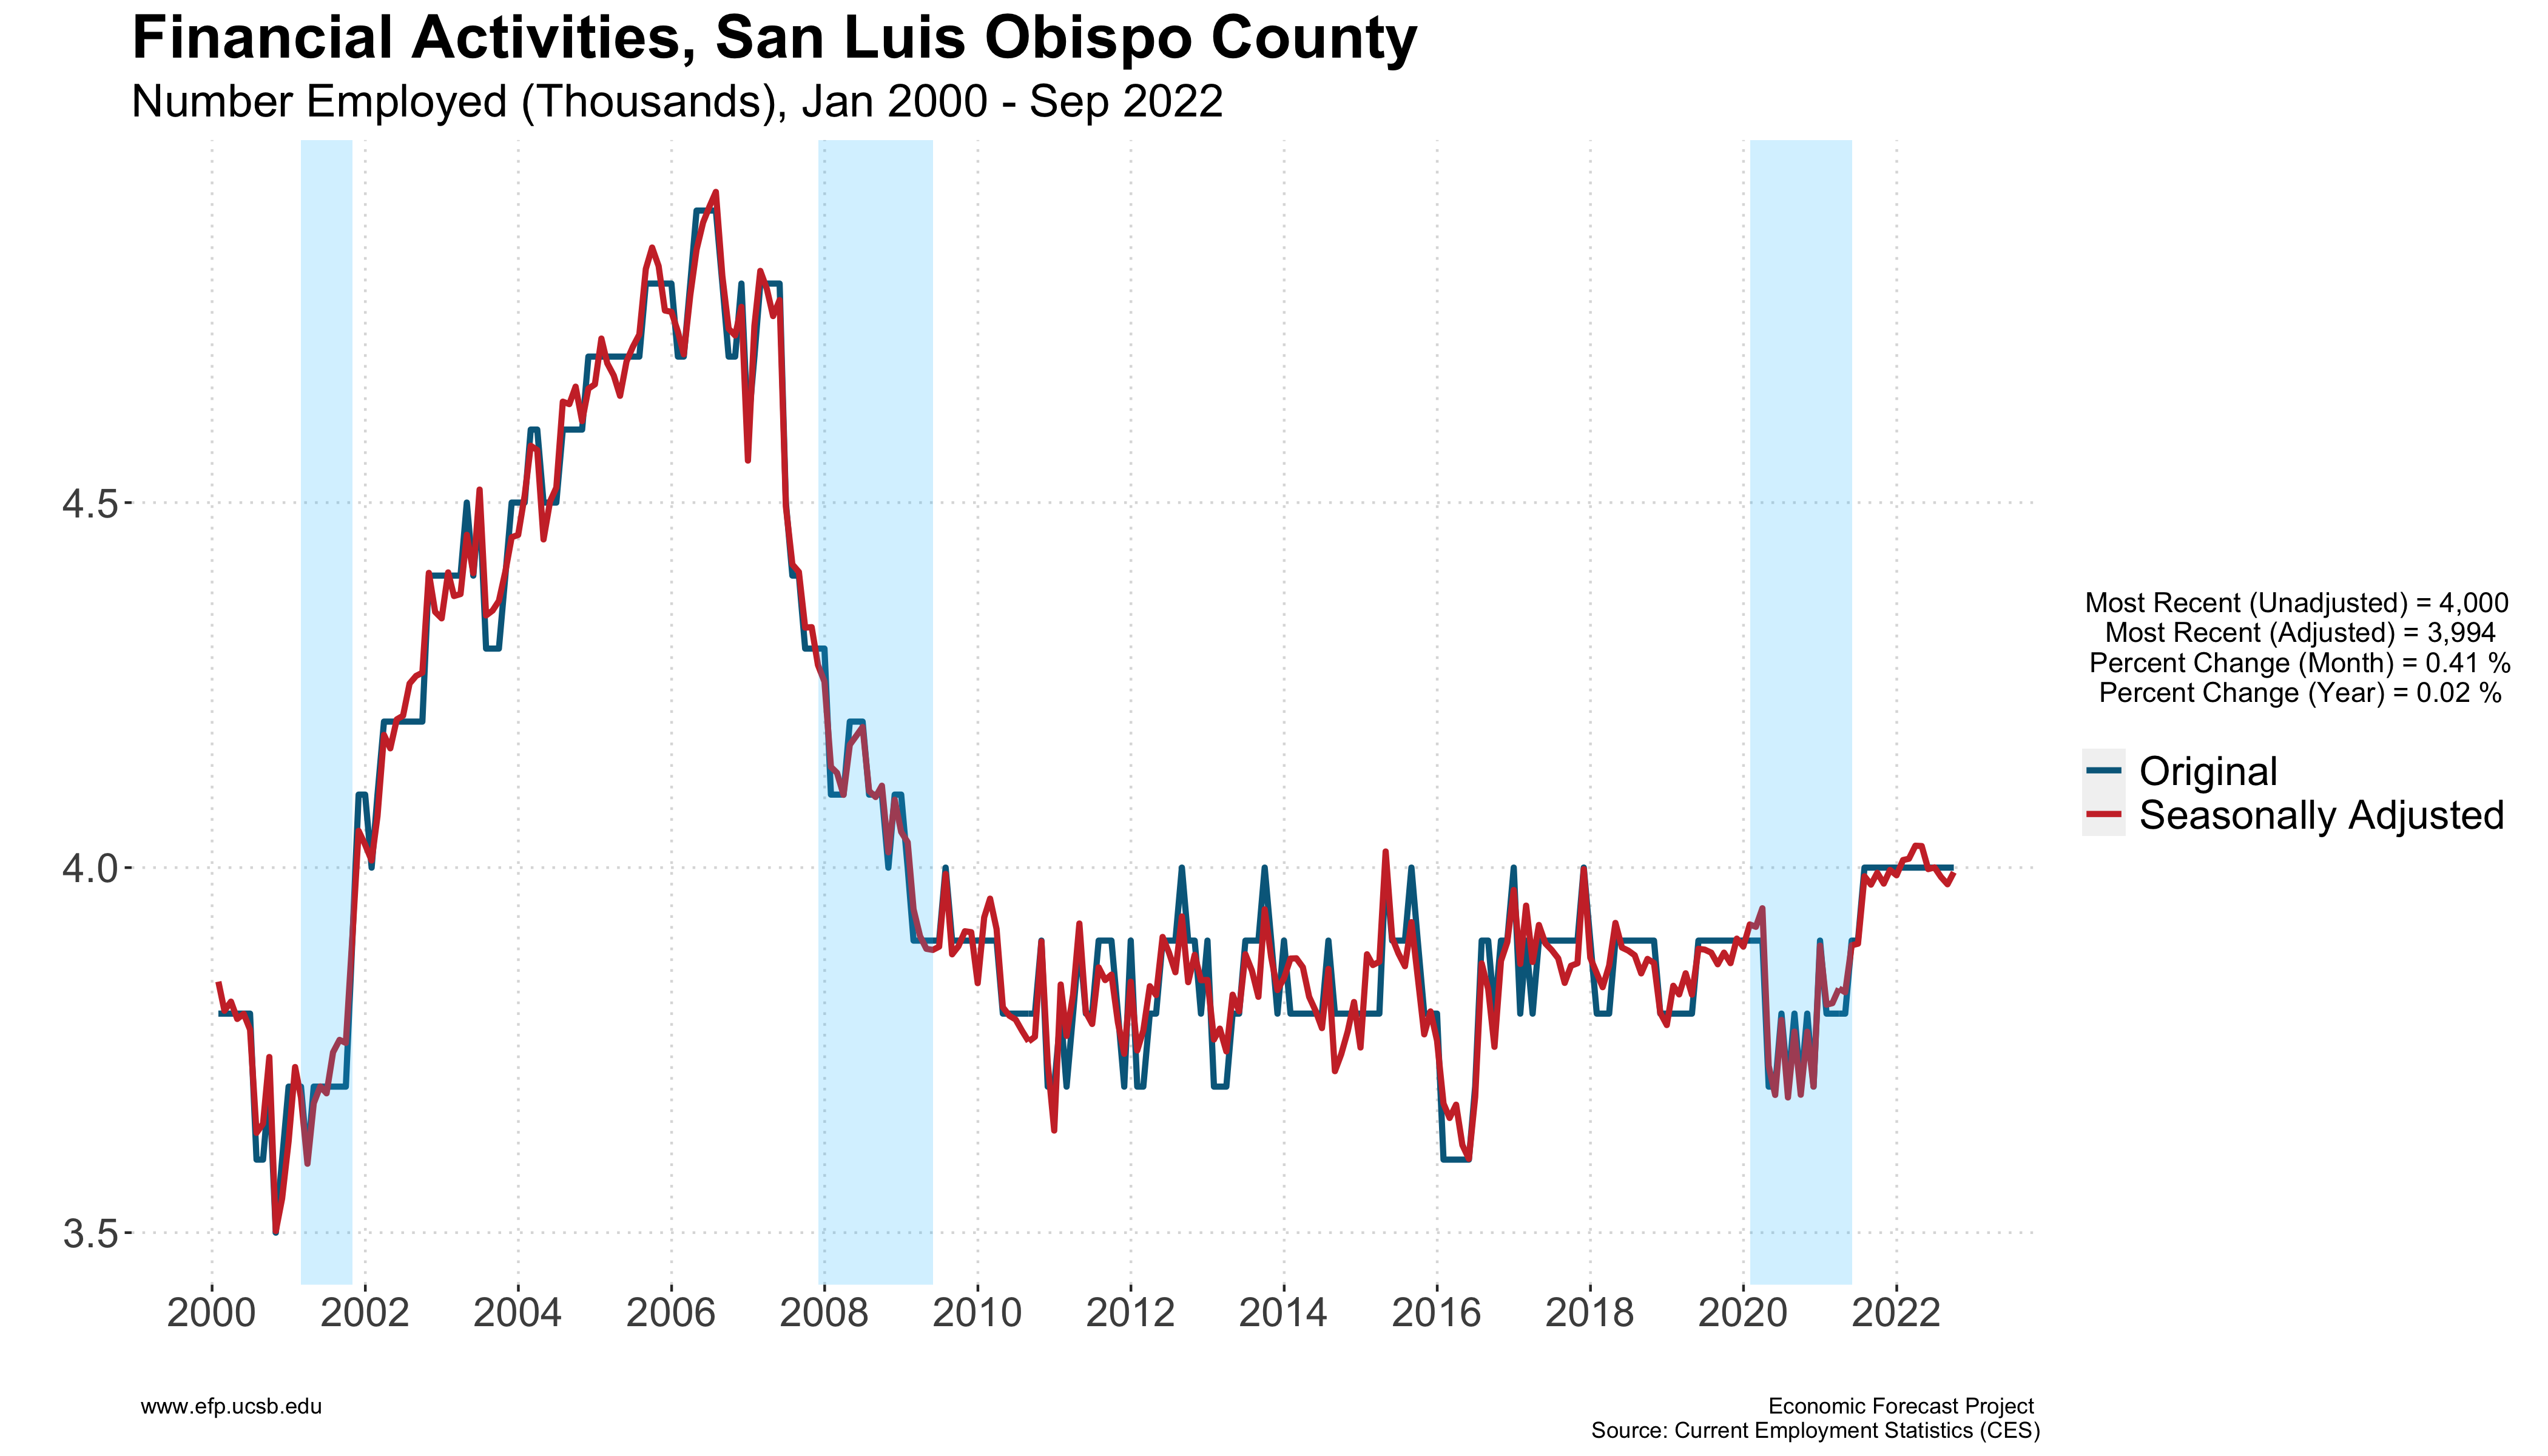 Financial Activities, San Luis Obispo County
Number Employed (Thousands), Jan 2000 - Sep 2022
4.5
4.0
3.5
2000 2002 2004 2006 2008 2010 2012 2014 2016 2018 2020 2022
Most Recent (Unadjusted) = 4,000
Most Recent (Adjusted) = 3,994
Percent Change (Month) = 0.41 %
Percent Change (Year) = 0.02 %
Original
Seasonally Adjusted
www.efp.ucsb.edu
Economic Forecast Project
Source: Current Employment Statistics (CES)